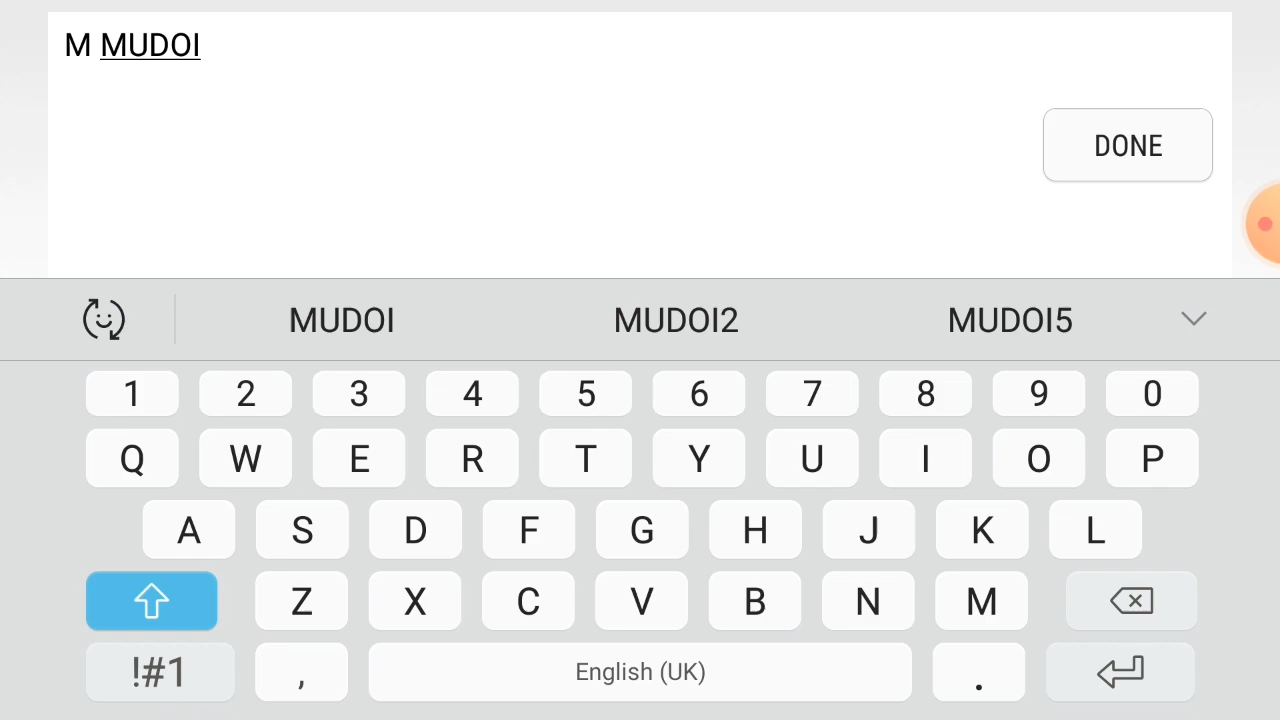 M MUDOI
DONE
MUDOI MUDOI2 MUDOI5
1 2 3 4 5 6 7 8 9 0
Q W E R T Y U I O P
A S D F G H J K L
Z X C V B N M
!#1 , English (UK) .